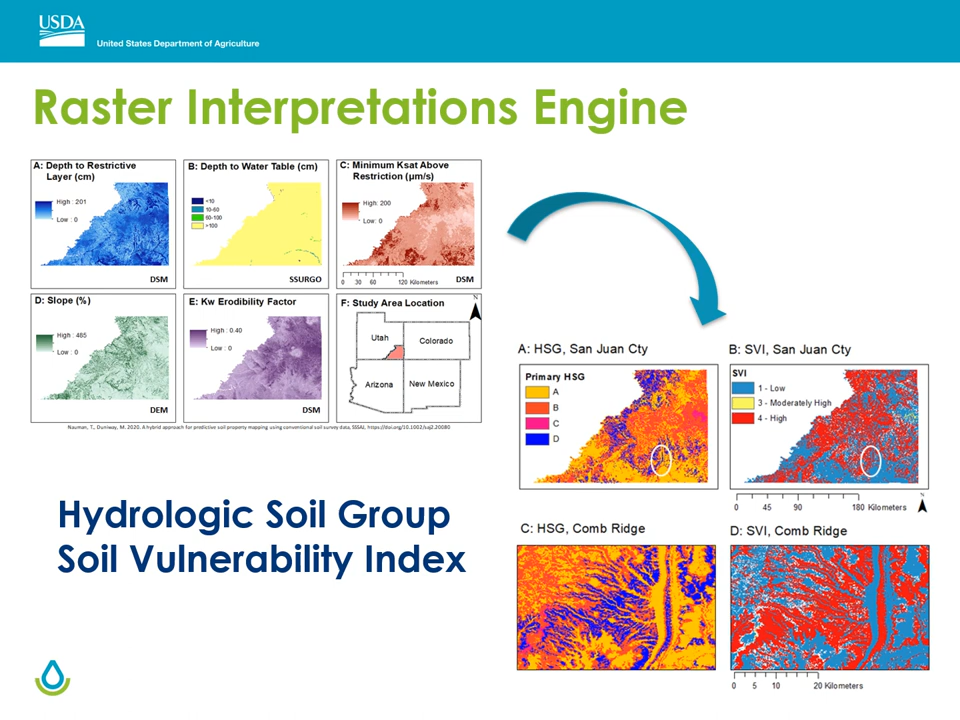 USDA
United States Department of Agriculture
Raster Interpretations Engine
A: Depth to Restrictive
Layer (cm)
High : 201
Low : 0
DSM
B: Depth to Water Table (cm)
<10
10-60
60-100
>100
SSURGO
C: Minimum Ksat Above
Restriction (µm/s)
High: 200
Low: 0
0 30 60 120 Kilometers
DSM
D: Slope (%)
High : 485
Low : 0
DEM
E: Kw Erodibility Factor
High : 0.40
Low : 0
DSM
F: Study Area Location
N
Utah
Colorado
Arizona
New Mexico
Nauman, T., Duniway, M. 2020. A hybrid approach for predictive soil property mapping using conventional soil survey data, SSSAJ, https://doi.org/10.1002/saj2.20080
A: HSG, San Juan Cty
Primary HSG
A
B
C
D
B: SVI, San Juan Cty
SVI
1 - Low
3 - Moderately High
4 - High
0 45 90 180 Kilometers
N
Hydrologic Soil Group
Soil Vulnerability Index
C: HSG, Comb Ridge
D: SVI, Comb Ridge
0 5 10 20 Kilometers